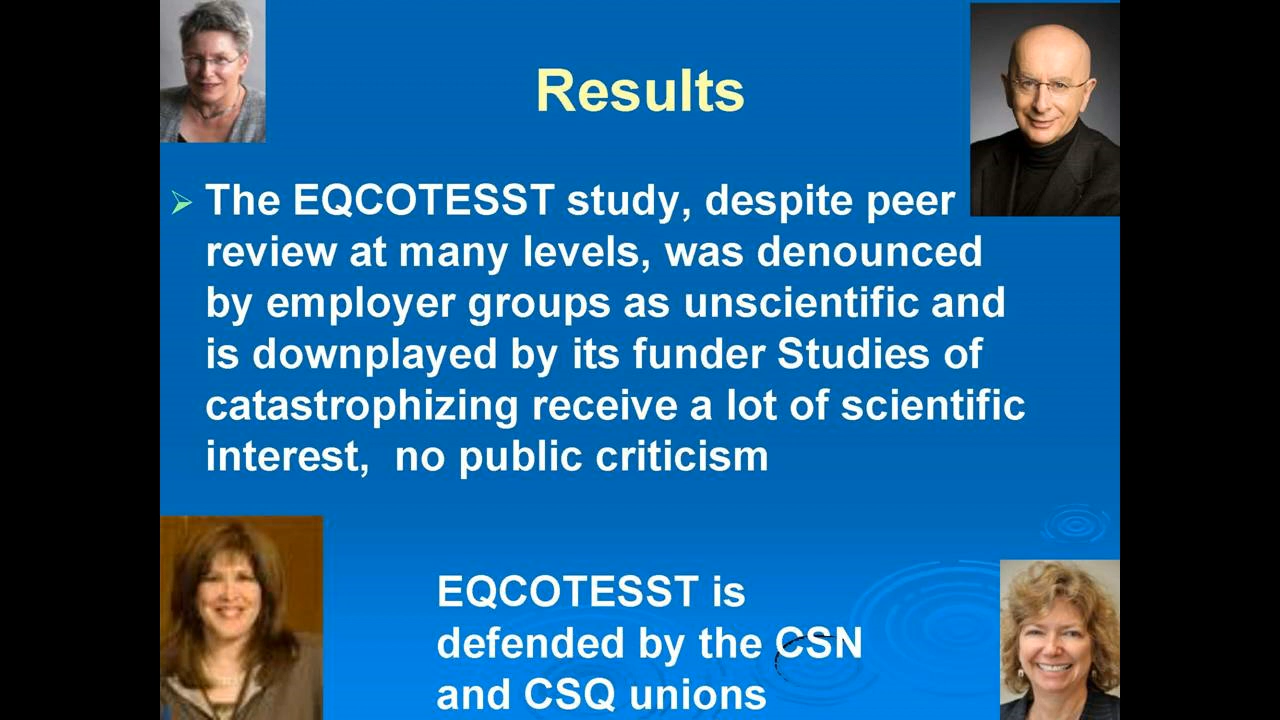 Results
The EQCOTESST study, despite peer
review at many levels, was denounced
by employer groups as unscientific and
is downplayed by its funder Studies of
catastrophizing receive a lot of scientific
interest,  no public criticism
EQCOTESST is
defended by the CSN
and CSQ unions